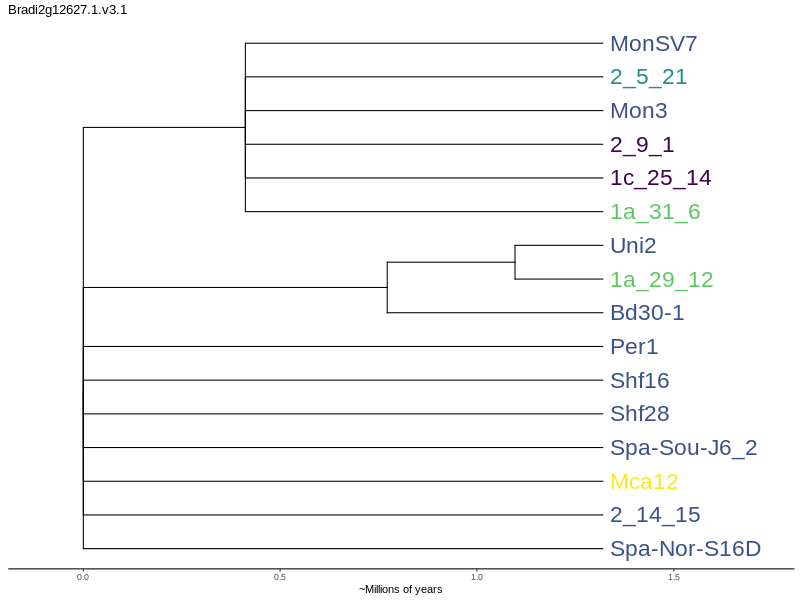 Bradi2g12627.1.v3.1
MonSV7
2_5_21
Mon3
2_9_1
1c_25_14
1a_31_6
Uni2
1a_29_12
Bd30-1
Per1
Shf16
Shf28
Spa-Sou-J6_2
Mca12
2_14_15
Spa-Nor-S16D
0.0 0.5 1.0 1.5
~Millions of years